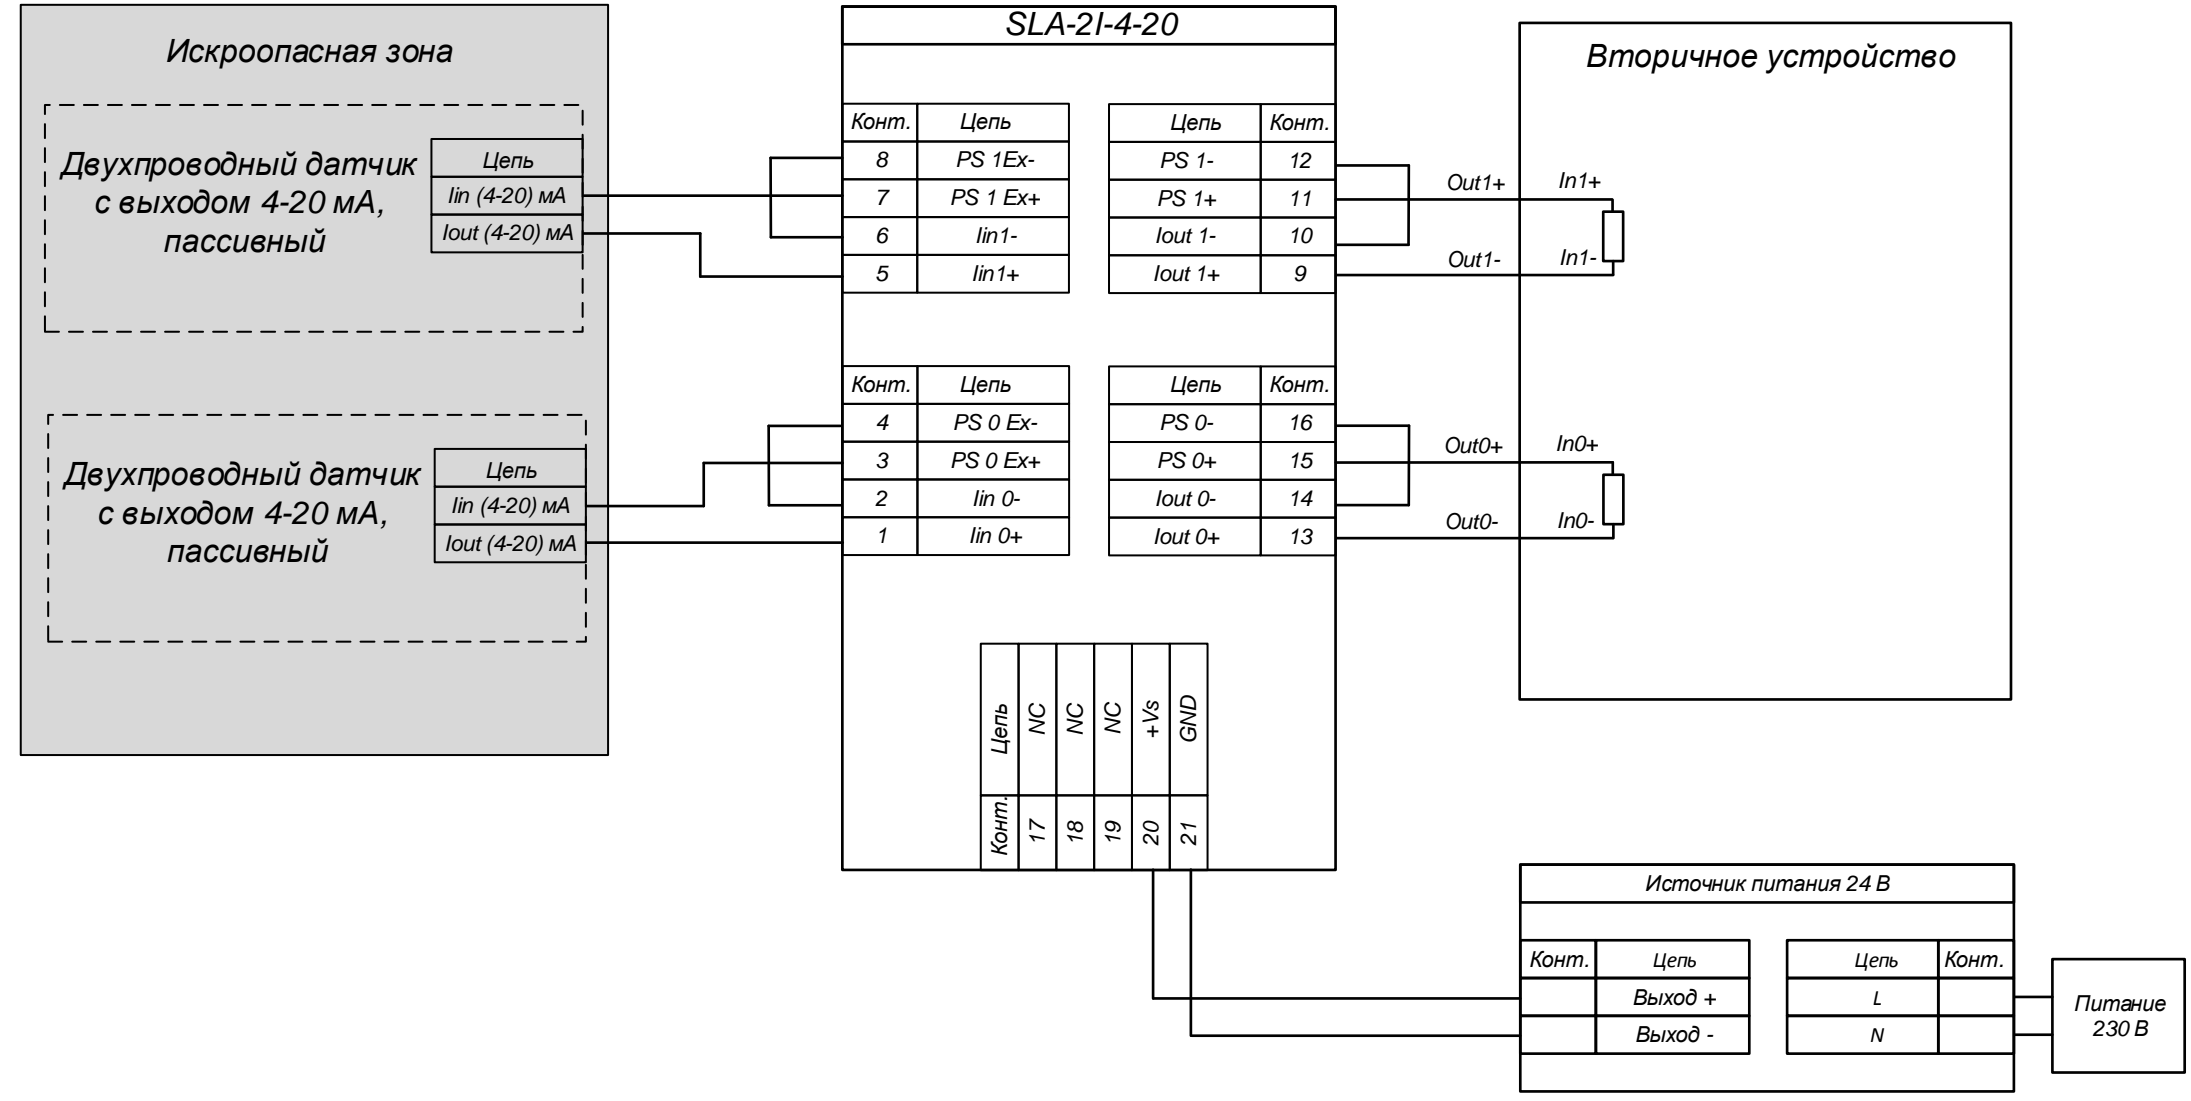 Искроопасная зона
Двухпроводный датчик
с выходом 4-20 мА,
пассивный
Цепь
Iin (4-20) мА
Iout (4-20) мА
Двухпроводный датчик
с выходом 4-20 мА,
пассивный
Цепь
Iin (4-20) мА
Iout (4-20) мА
SLA-2I-4-20
Конт. Цепь
8 PS 1Ex-
7 PS 1 Ex+
6 Iin1-
5 Iin1+
Цепь Конт.
PS 1- 12
PS 1+ 11
Iout 1- 10
Iout 1+ 9
Конт. Цепь
4 PS 0 Ex-
3 PS 0 Ex+
2 Iin 0-
1 Iin 0+
Цепь Конт.
PS 0- 16
PS 0+ 15
Iout 0- 14
Iout 0+ 13
Конт. Цепь
17 NC
18 NC
19 NC
20 +Vs
21 GND
Вторичное устройство
Out1+ In1+
Out1- In1-
Out0+ In0+
Out0- In0-
Источник питания 24 В
Конт. Цепь
Выход +
Выход -
Цепь Конт.
L
N
Питание
230 В